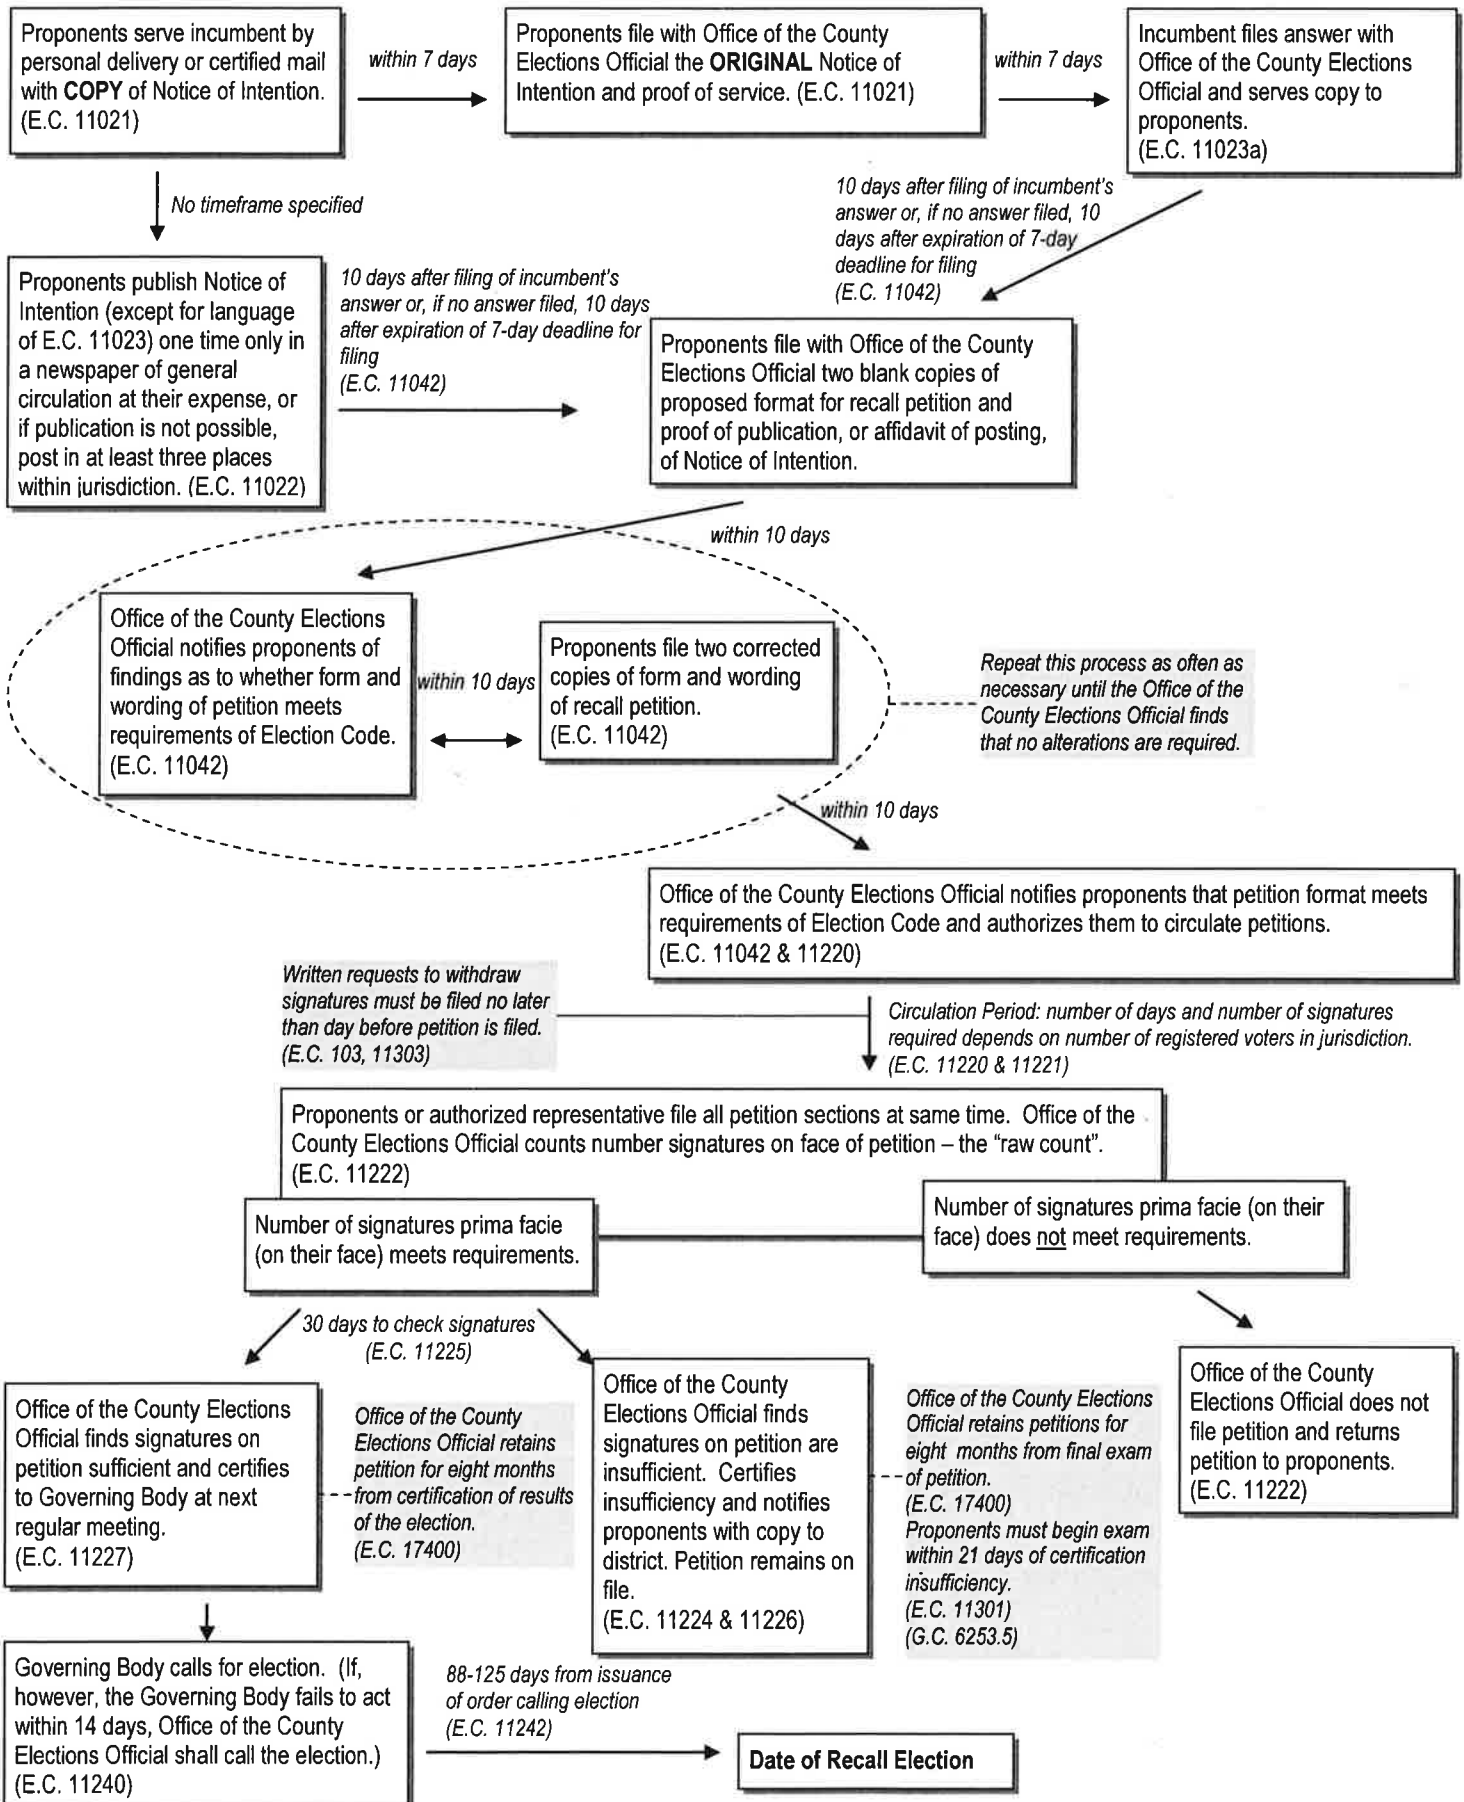 Proponents serve incumbent by
personal delivery or certified mail
with COPY of Notice of Intention.
(E.C. 11021)
within 7 days
Proponents file with Office of the County
Elections Official the ORIGINAL Notice of
Intention and proof of service. (E.C. 11021)
within 7 days
Incumbent files answer with
Office of the County Elections
Official and serves copy to
proponents.
(E.C. 11023a)
No timeframe specified
10 days after filing of incumbent's
answer or, if no answer filed, 10
days after expiration of 7-day
deadline for filing
(E.C. 11042)
Proponents publish Notice of
Intention (except for language
of E.C. 11023) one time only in
a newspaper of general
circulation at their expense, or
if publication is not possible,
post in at least three places
within jurisdiction. (E.C. 11022)
10 days after filing of incumbent's
answer or, if no answer filed, 10 days
after expiration of 7-day deadline for
filing
(E.C. 11042)
Proponents file with Office of the County
Elections Official two blank copies of
proposed format for recall petition and
proof of publication, or affidavit of posting,
of Notice of Intention.
within 10 days
Office of the County Elections
Official notifies proponents of
findings as to whether form and
wording of petition meets
requirements of Election Code.
(E.C. 11042)
within 10 days
Proponents file two corrected
copies of form and wording
of recall petition.
(E.C. 11042)
Repeat this process as often as
necessary until the Office of the
County Elections Official finds
that no alterations are required.
within 10 days
Office of the County Elections Official notifies proponents that petition format meets
requirements of Election Code and authorizes them to circulate petitions.
(E.C. 11042 & 11220)
Written requests to withdraw
signatures must be filed no later
than day before petition is filed.
(E.C. 103, 11303)
Circulation Period: number of days and number of signatures
required depends on number of registered voters in jurisdiction.
(E.C. 11220 & 11221)
Proponents or authorized representative file all petition sections at same time. Office of the
County Elections Official counts number signatures on face of petition – the “raw count”.
(E.C. 11222)
Number of signatures prima facie
(on their face) meets requirements.
Number of signatures prima facie (on their
face) does not meet requirements.
30 days to check signatures
(E.C. 11225)
Office of the County Elections
Official finds signatures on
petition sufficient and certifies
to Governing Body at next
regular meeting.
(E.C. 11227)
Office of the County
Elections Official retains
petition for eight months
from certification of results
of the election.
(E.C. 17400)
Office of the County
Elections Official finds
signatures on petition are
insufficient. Certifies
insufficiency and notifies
proponents with copy to
district. Petition remains on
file.
(E.C. 11224 & 11226)
Office of the County Elections
Official retains petitions for
eight months from final exam
of petition.
(E.C. 17400)
Proponents must begin exam
within 21 days of certification
insufficiency.
(E.C. 11301)
(G.C. 6253.5)
Office of the County
Elections Official does not
file petition and returns
petition to proponents.
(E.C. 11222)
Governing Body calls for election. (If,
however, the Governing Body fails to act
within 14 days, Office of the County
Elections Official shall call the election.)
(E.C. 11240)
88-125 days from issuance
of order calling election
(E.C. 11242)
Date of Recall Election